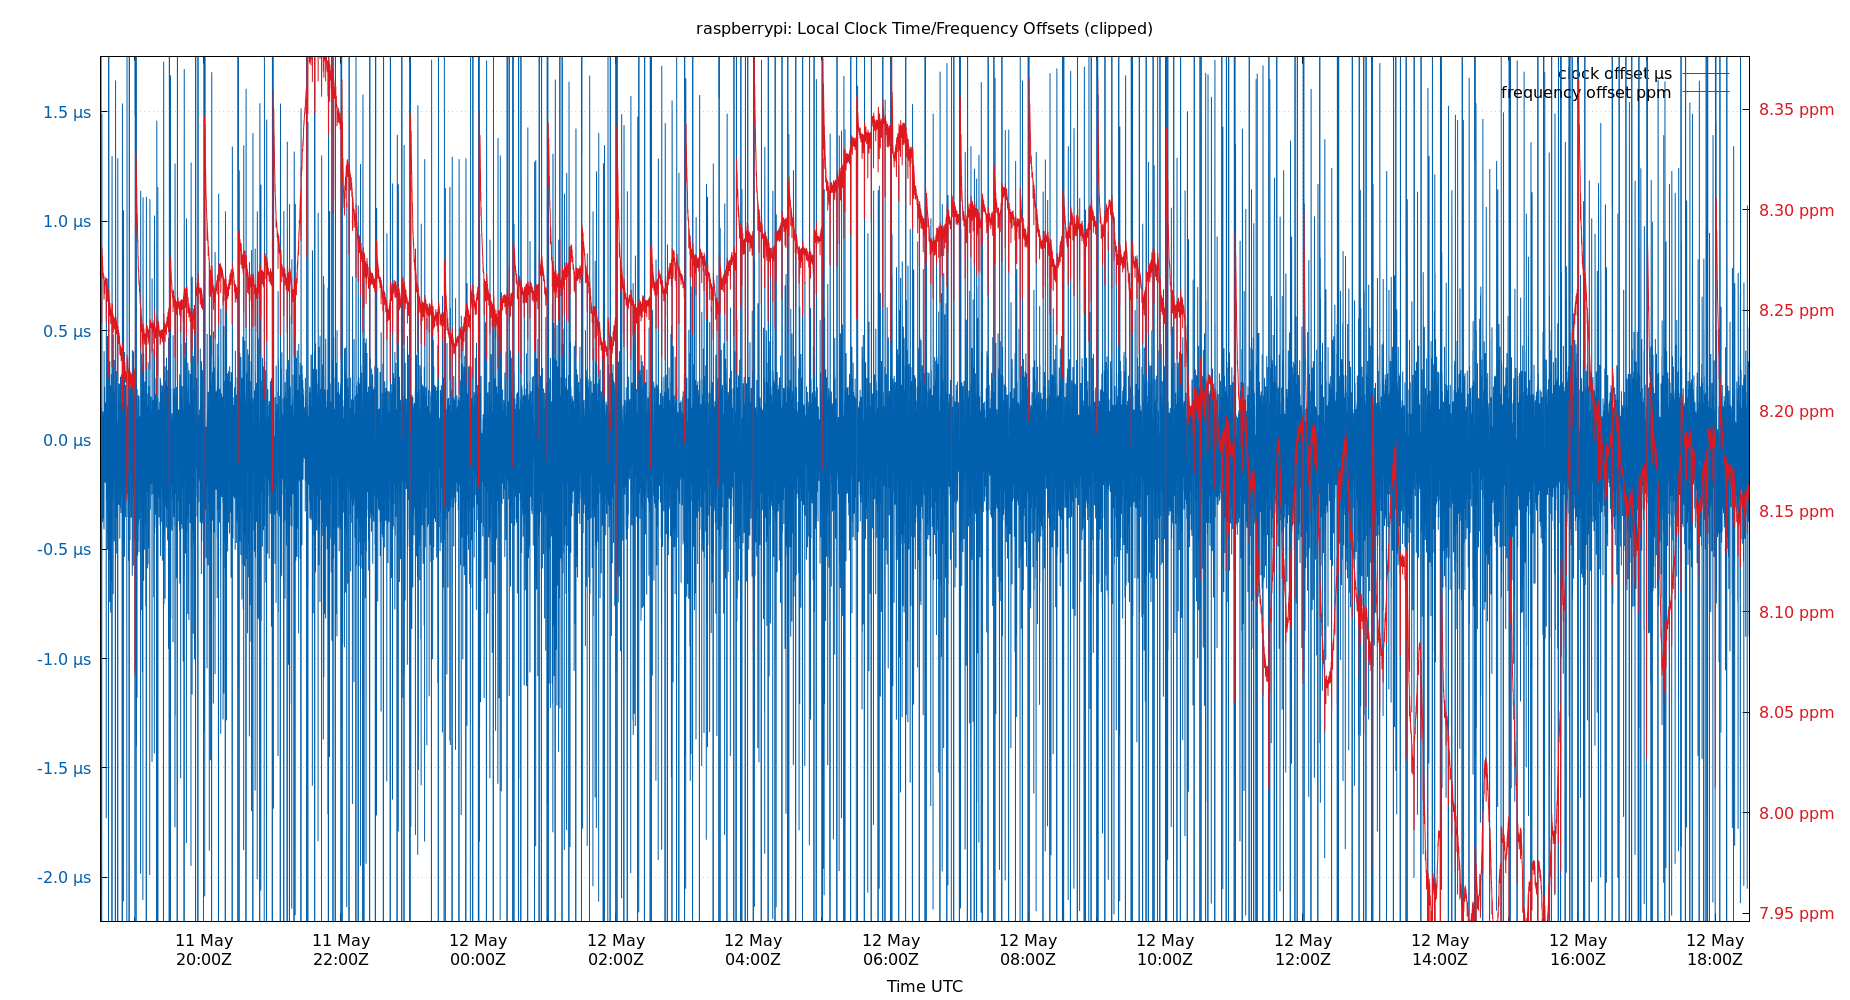 raspberrypi: Local Clock Time/Frequency Offsets (clipped)
clock offset µs
frequency offset ppm
1.5 µs
1.0 µs
0.5 µs
0.0 µs
-0.5 µs
-1.0 µs
-1.5 µs
-2.0 µs
8.35 ppm
8.30 ppm
8.25 ppm
8.20 ppm
8.15 ppm
8.10 ppm
8.05 ppm
8.00 ppm
7.95 ppm
11 May 11 May 12 May 12 May 12 May 12 May 12 May 12 May 12 May 12 May 12 May 12 May
20:00Z 22:00Z 00:00Z 02:00Z 04:00Z 06:00Z 08:00Z 10:00Z 12:00Z 14:00Z 16:00Z 18:00Z
Time UTC